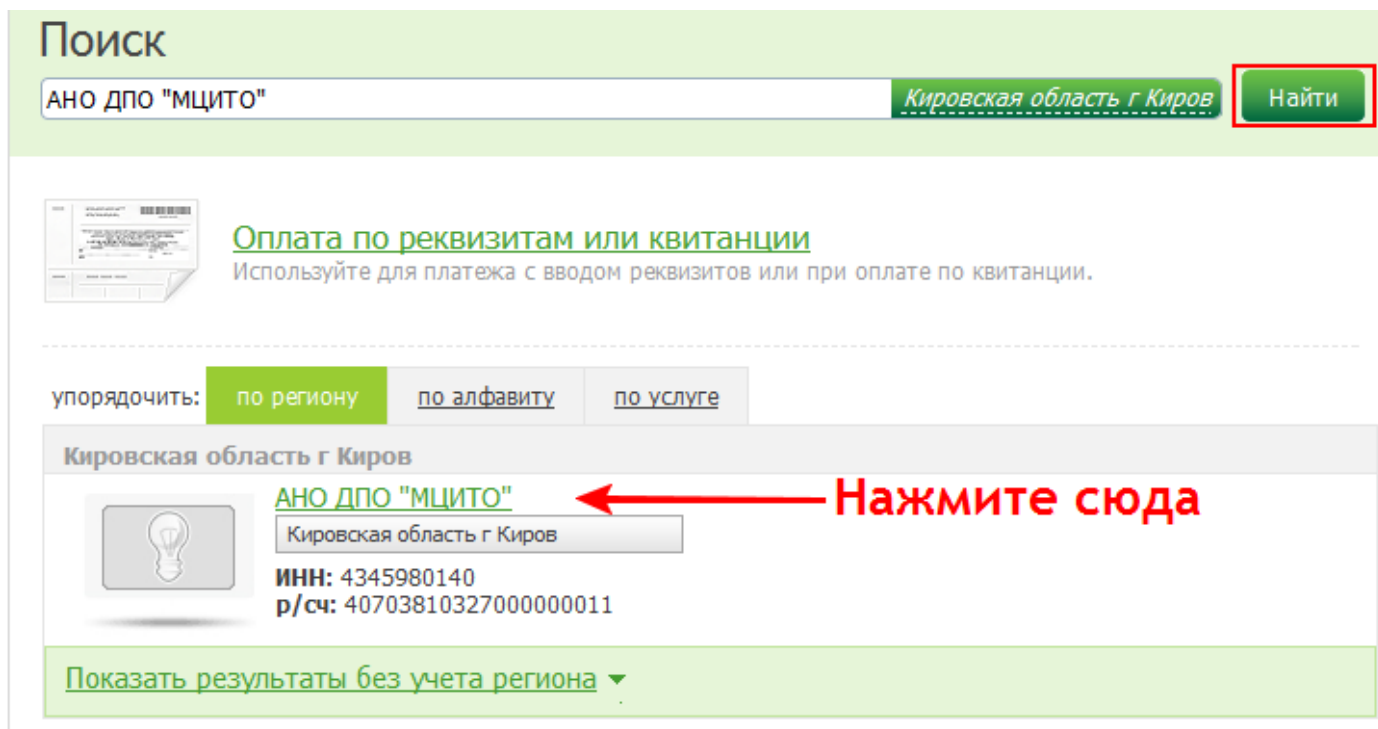 Поиск
АНО ДПО "МЦИТО" Кировская область г Киров Найти
Оплата по реквизитам или квитанции
Используйте для платежа с вводом реквизитов или при оплате по квитанции.
упорядочить: по региону по алфавиту по услуге
Кировская область г Киров
АНО ДПО "МЦИТО" Нажмите сюда
Кировская область г Киров
ИНН: 4345980140
р/сч: 40703810327000000011
Показать результаты без учета региона